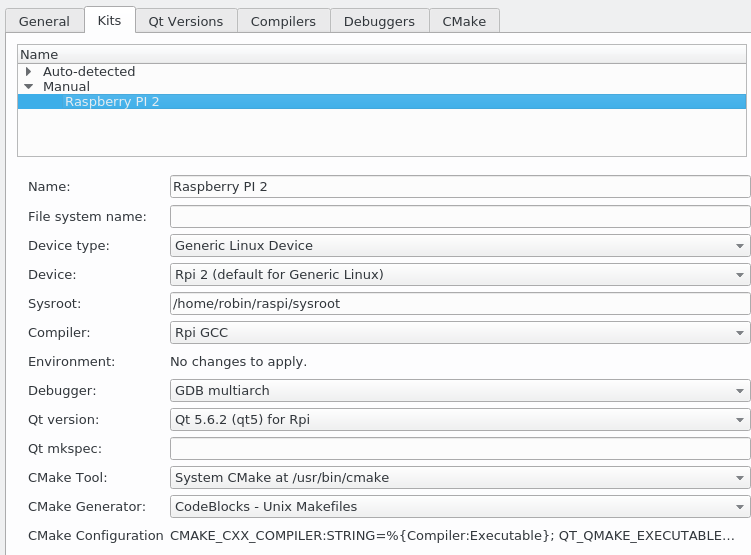 General Kits Qt Versions Compilers Debuggers CMake
Name
Auto-detected
Manual
Raspberry PI 2
Name: Raspberry PI 2
File system name:
Device type: Generic Linux Device
Device: Rpi 2 (default for Generic Linux)
Sysroot: /home/robin/raspi/sysroot
Compiler: Rpi GCC
Environment: No changes to apply.
Debugger: GDB multiarch
Qt version: Qt 5.6.2 (qt5) for Rpi
Qt mkspec:
CMake Tool: System CMake at /usr/bin/cmake
CMake Generator: CodeBlocks - Unix Makefiles
CMake Configuration CMAKE_CXX_COMPILER:STRING=%{Compiler:Executable}; QT_QMAKE_EXECUTABLE...